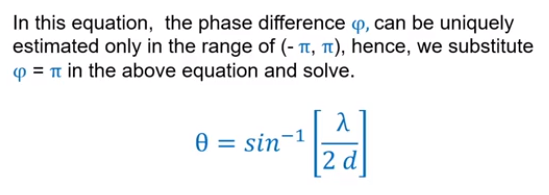 In this equation,  the phase difference φ, can be uniquely
estimated only in the range of (- π, π), hence, we substitute
φ = π in the above equation and solve.
θ = sin⁻¹ [λ / 2 d]